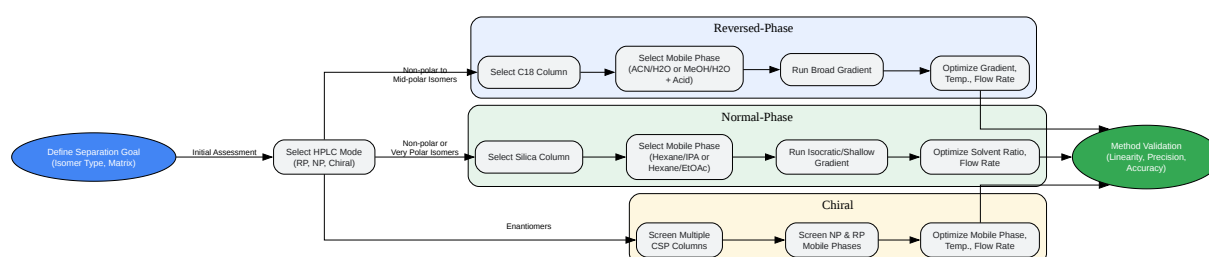 Reversed-Phase
Non-polar to
Mid-polar Isomers
Select C18 Column
Select Mobile Phase
(ACN/H2O or MeOH/H2O
+ Acid)
Run Broad Gradient
Optimize Gradient,
Temp., Flow Rate
Normal-Phase
Define Separation Goal
(Isomer Type, Matrix)
Initial Assessment
Select HPLC Mode
(RP, NP, Chiral)
Non-polar or
Very Polar Isomers
Select Silica Column
Select Mobile Phase
(Hexane/IPA or
Hexane/EtOAc)
Run Isocratic/Shallow
Gradient
Optimize Solvent Ratio,
Flow Rate
Method Validation
(Linearity, Precision,
Accuracy)
Chiral
Enantiomers
Screen Multiple
CSP Columns
Screen NP & RP
Mobile Phases
Optimize Mobile Phase,
Temp., Flow Rate